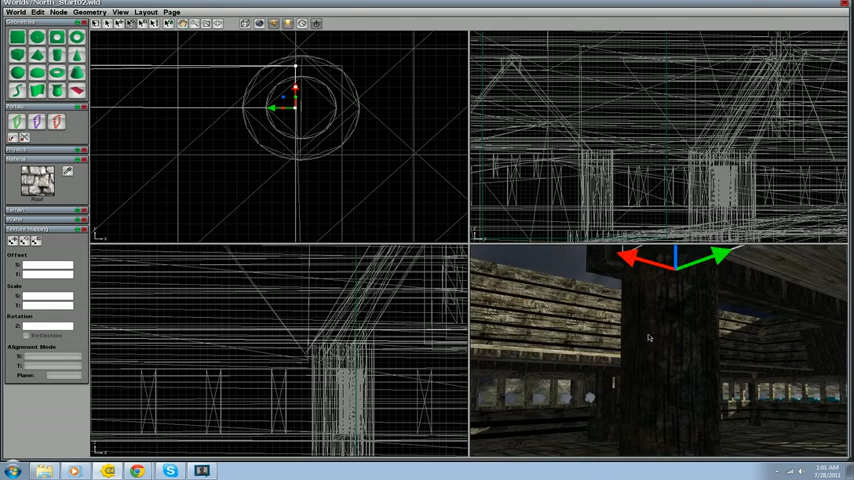 Worlds/North_Start02.wld
World Edit Node Geometry View Layout Page
Geometries
Portals
Physics
Material
Roof
Terrain
Water
Texture Mapping
Offset
S:
T:
Scale
S:
T:
Rotation
Z:
Reflection
Alignment Mode
S:
T:
Plane:
1:01 AM
7/28/2011